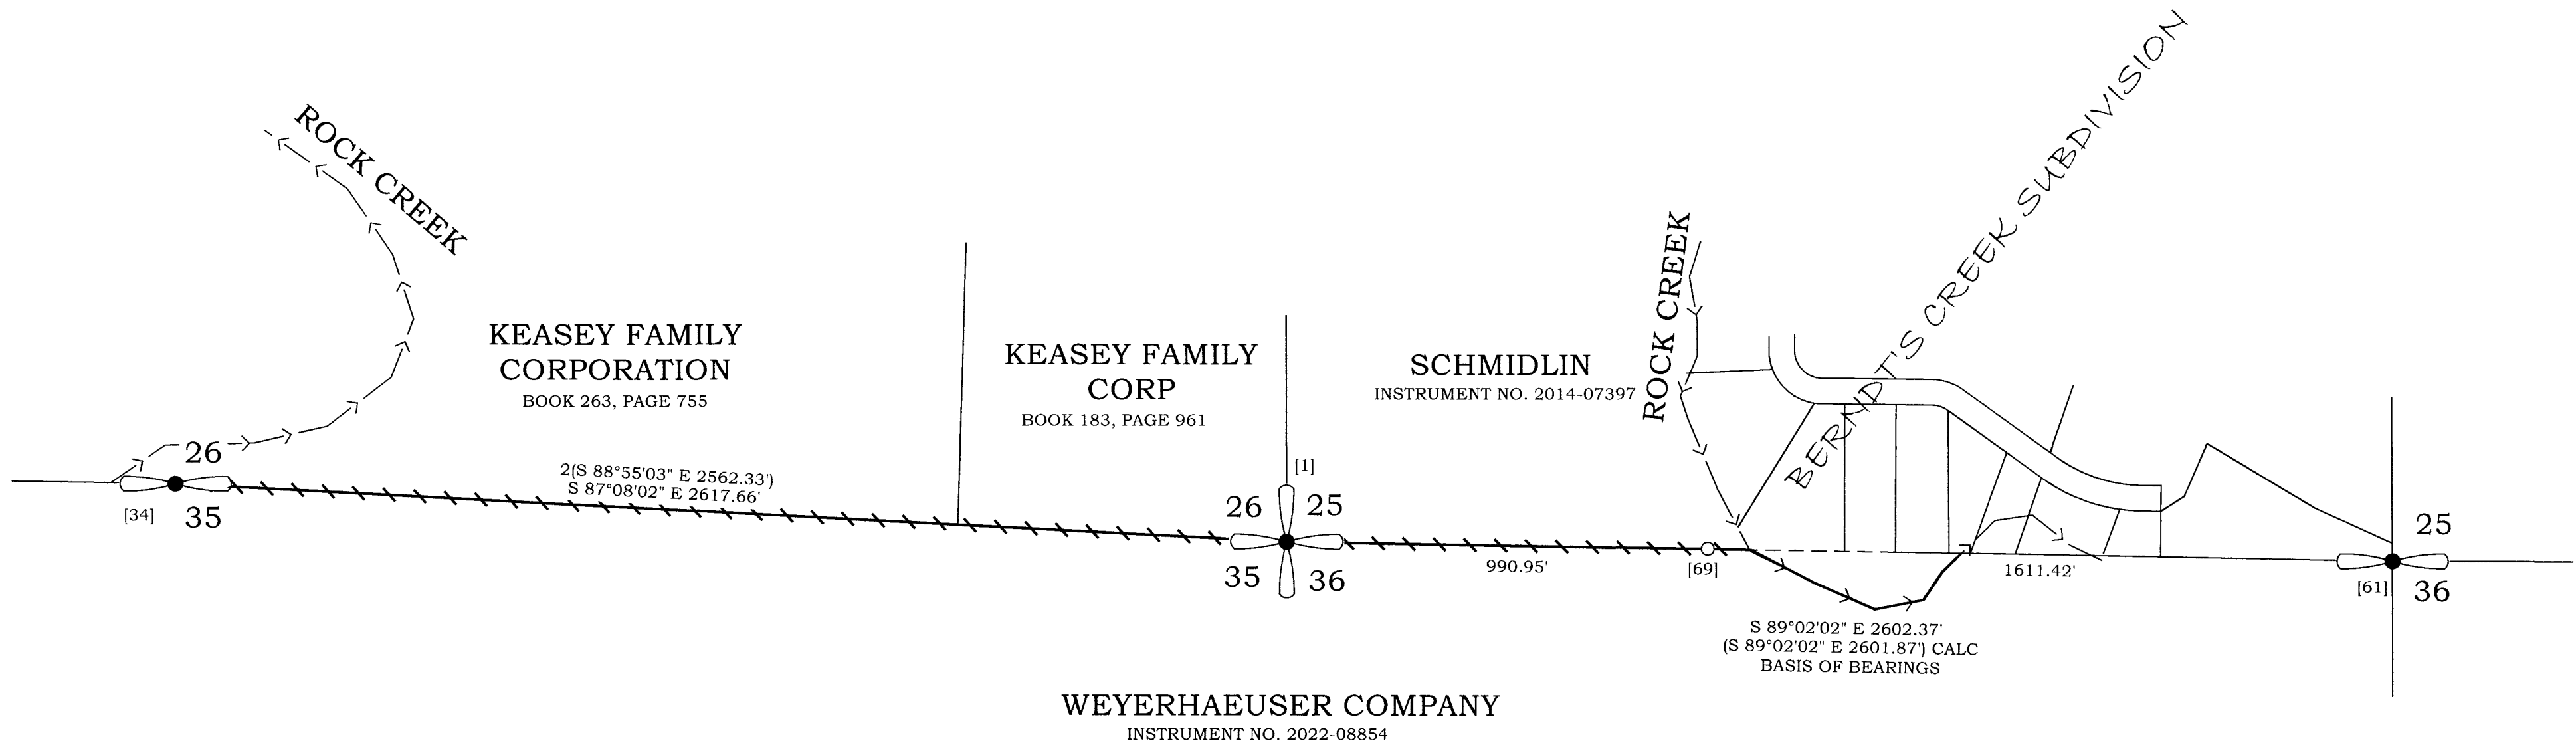 BERNDT'S CREEK SUBDIVISION
ROCK CREEK
ROCK CREEK
KEASEY FAMILY
CORPORATION
BOOK 263, PAGE 755
KEASEY FAMILY
CORP
BOOK 183, PAGE 961
SCHMIDLIN
INSTRUMENT NO. 2014-07397
26
[34]
35
2(S 88°55'03" E 2562.33')
S 87°08'02" E 2617.66'
[1]
26
25
35
36
990.95'
[69]
1611.42'
25
[61]
36
S 89°02'02" E 2602.37'
(S 89°02'02" E 2601.87') CALC
BASIS OF BEARINGS
WEYERHAEUSER COMPANY
INSTRUMENT NO. 2022-08854